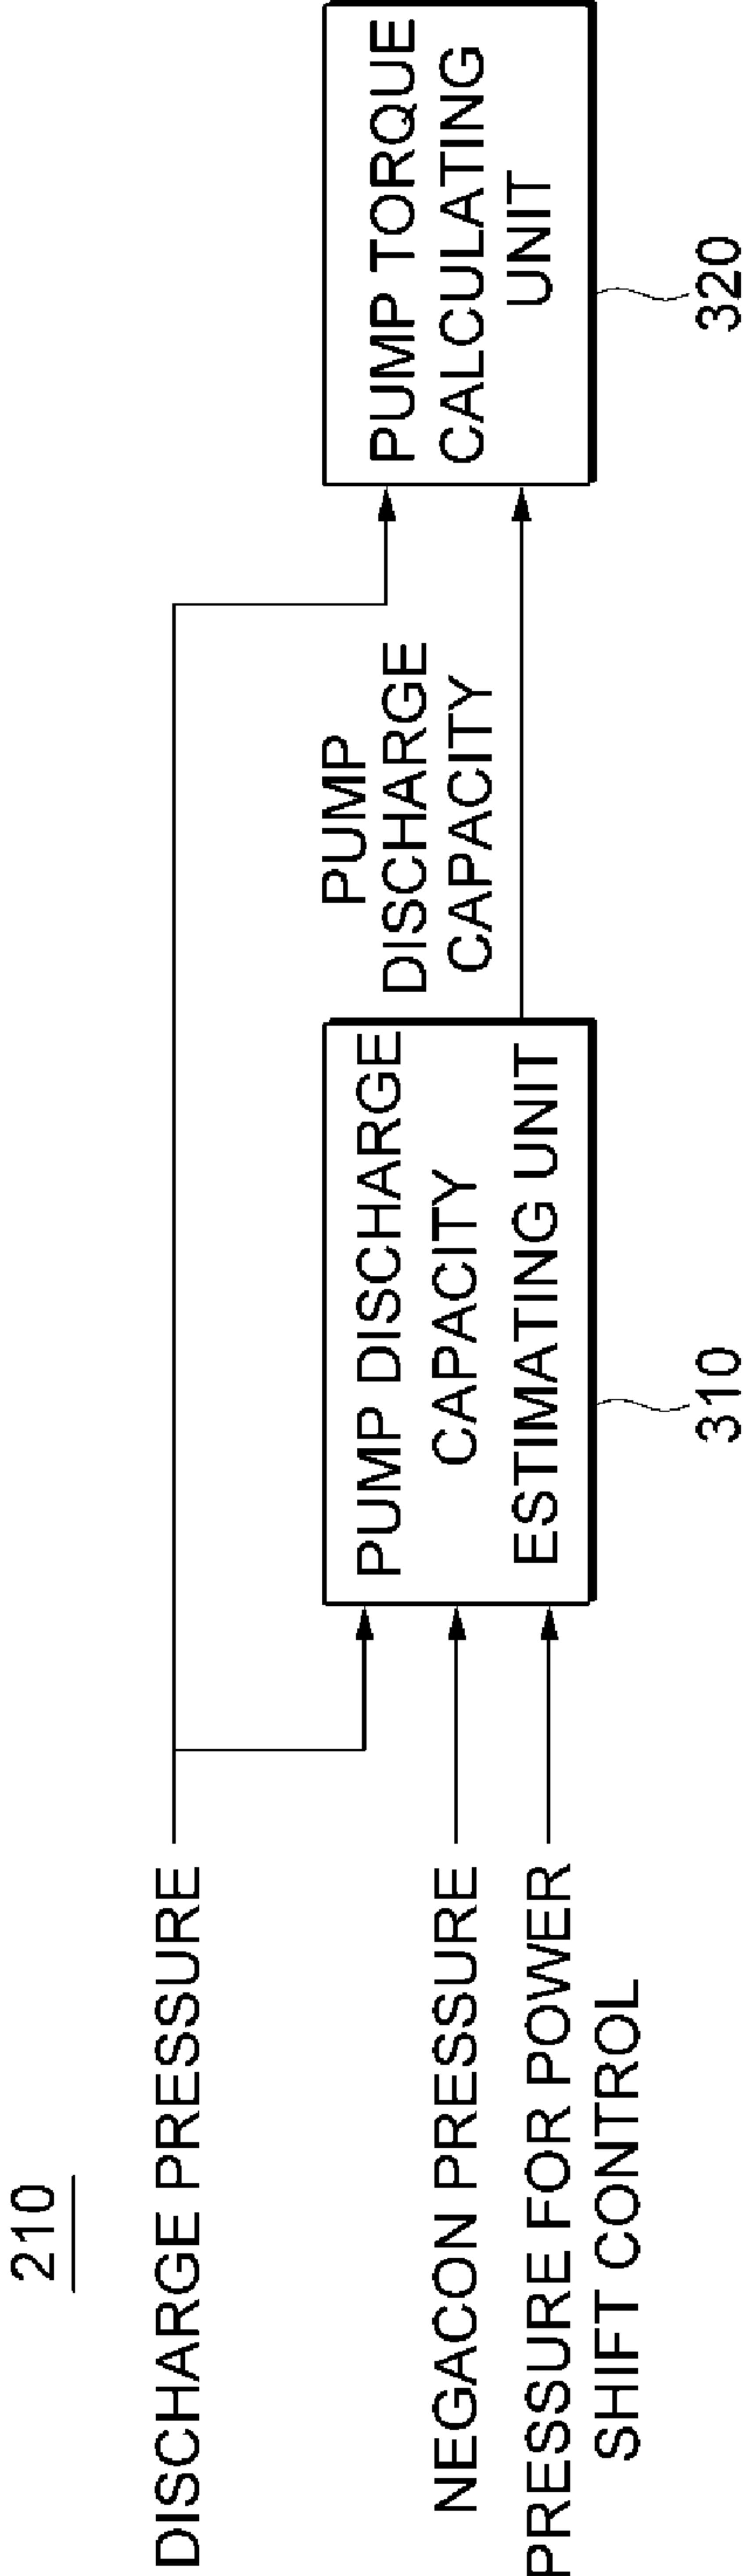 210
DISCHARGE PRESSURE
NEGACON PRESSURE
PRESSURE FOR POWER
SHIFT CONTROL
PUMP DISCHARGE
CAPACITY
ESTIMATING UNIT
310
PUMP
DISCHARGE
CAPACITY
PUMP TORQUE
CALCULATING
UNIT
320